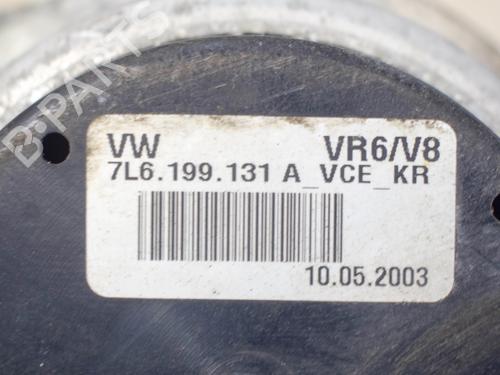 B-PARTS
VW VR6/V8
7L6.199.131 A_VCE_KR
10.05.2003